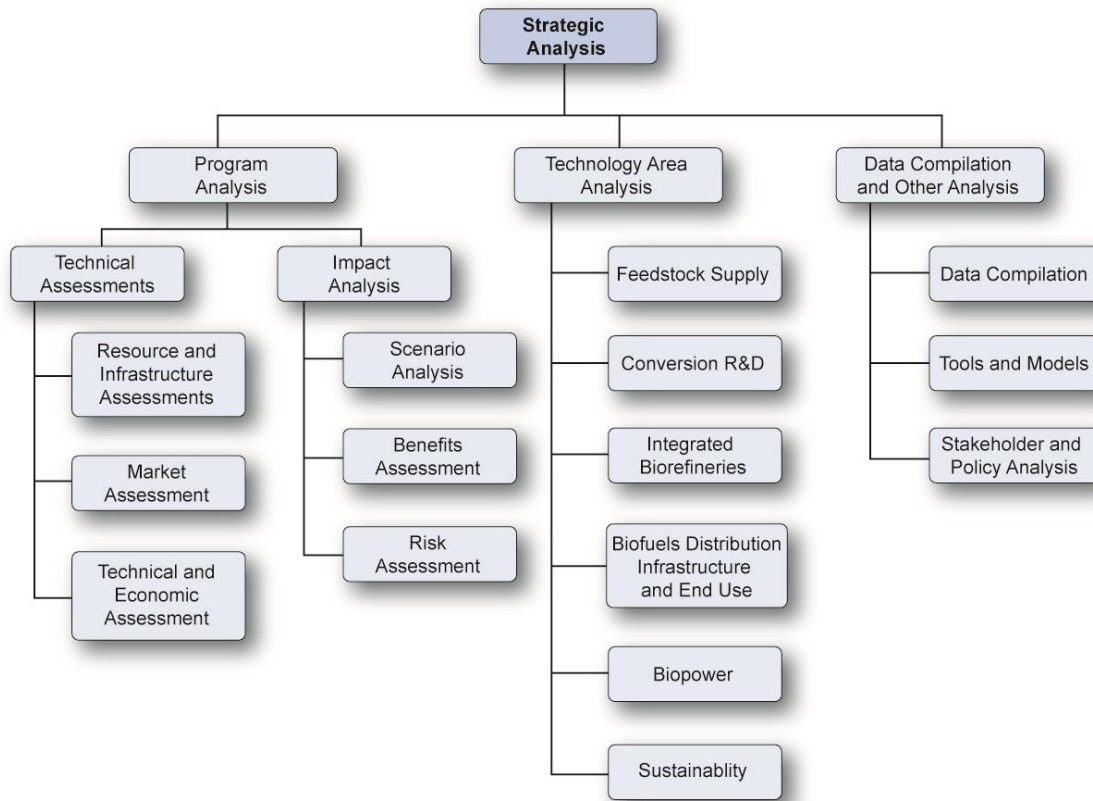 Strategic
Analysis
Program
Analysis
Technology Area
Analysis
Data Compilation
and Other Analysis
Technical
Assessments
Impact
Analysis
Resource and
Infrastructure
Assessments
Market
Assessment
Technical and
Economic
Assessment
Scenario
Analysis
Benefits
Assessment
Risk
Assessment
Feedstock Supply
Conversion R&D
Integrated
Biorefineries
Biofuels Distribution
Infrastructure
and End Use
Biopower
Sustainablity
Data Compilation
Tools and Models
Stakeholder and
Policy Analysis